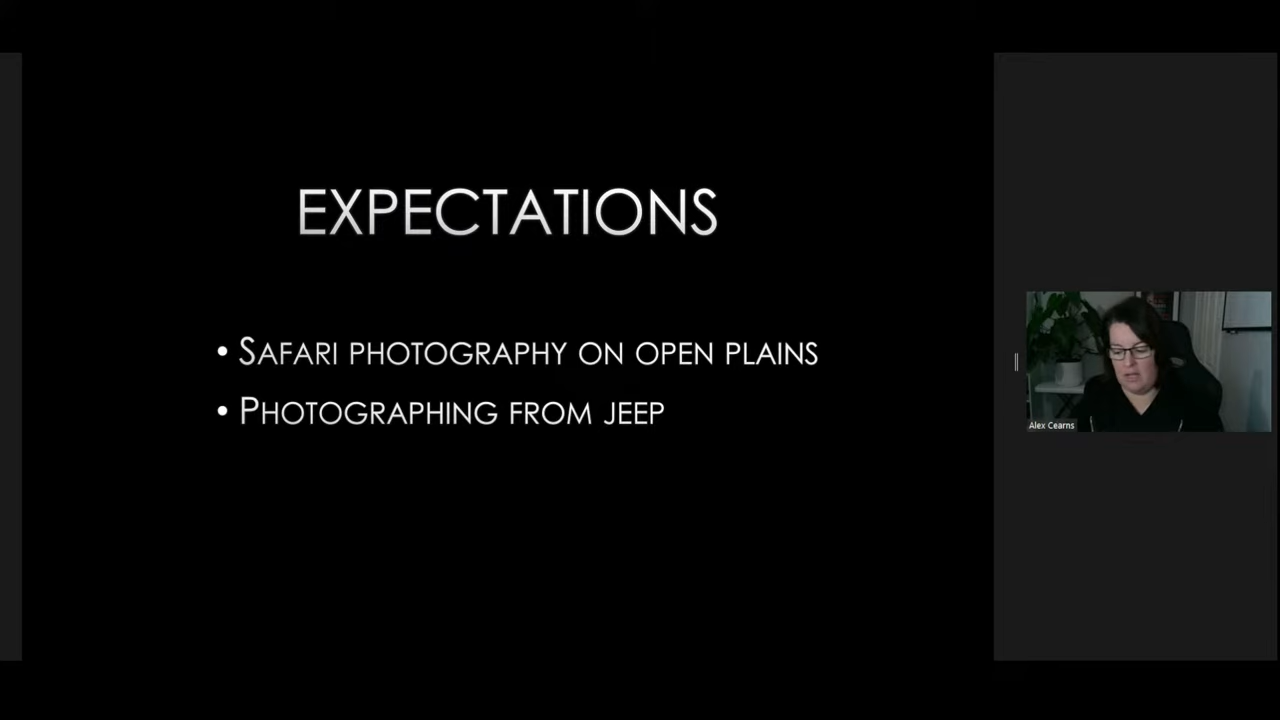 EXPECTATIONS
• SAFARI PHOTOGRAPHY ON OPEN PLAINS
• PHOTOGRAPHING FROM JEEP
Alex Cearns